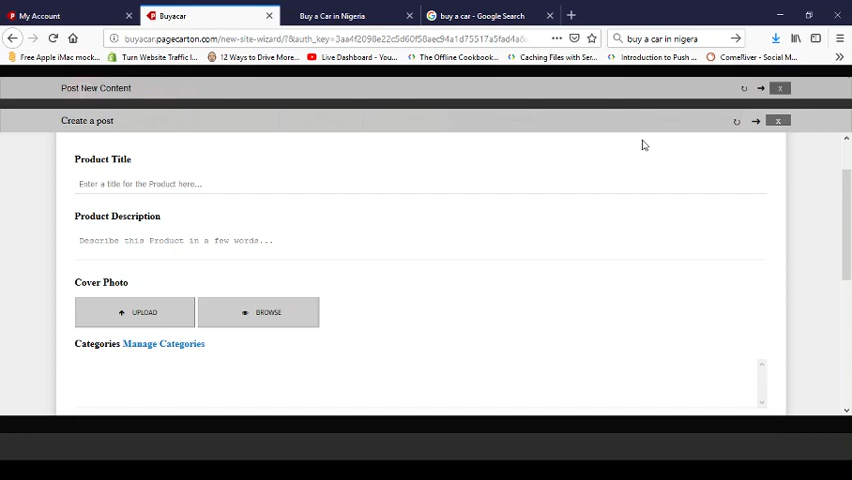 My Account
Buyacar
Buy a Car in Nigeria
buy a car - Google Search
buyacar.pagecarton.com/new-site-wizard/?&auth_key=3aa4f2098e22c5d60f58aec94a1d75517a5fad4a8
buy a car in nigera
Free Apple iMac mock...
Turn Website Traffic I...
12 Ways to Drive More...
Live Dashboard - You...
The Offline Cookbook...
Caching Files with Ser...
Introduction to Push ...
ComeRiver - Social M...
Post New Content
x
Create a post
x
Product Title
Enter a title for the Product here...
Product Description
Describe this Product in a few words...
Cover Photo
UPLOAD
BROWSE
Categories Manage Categories